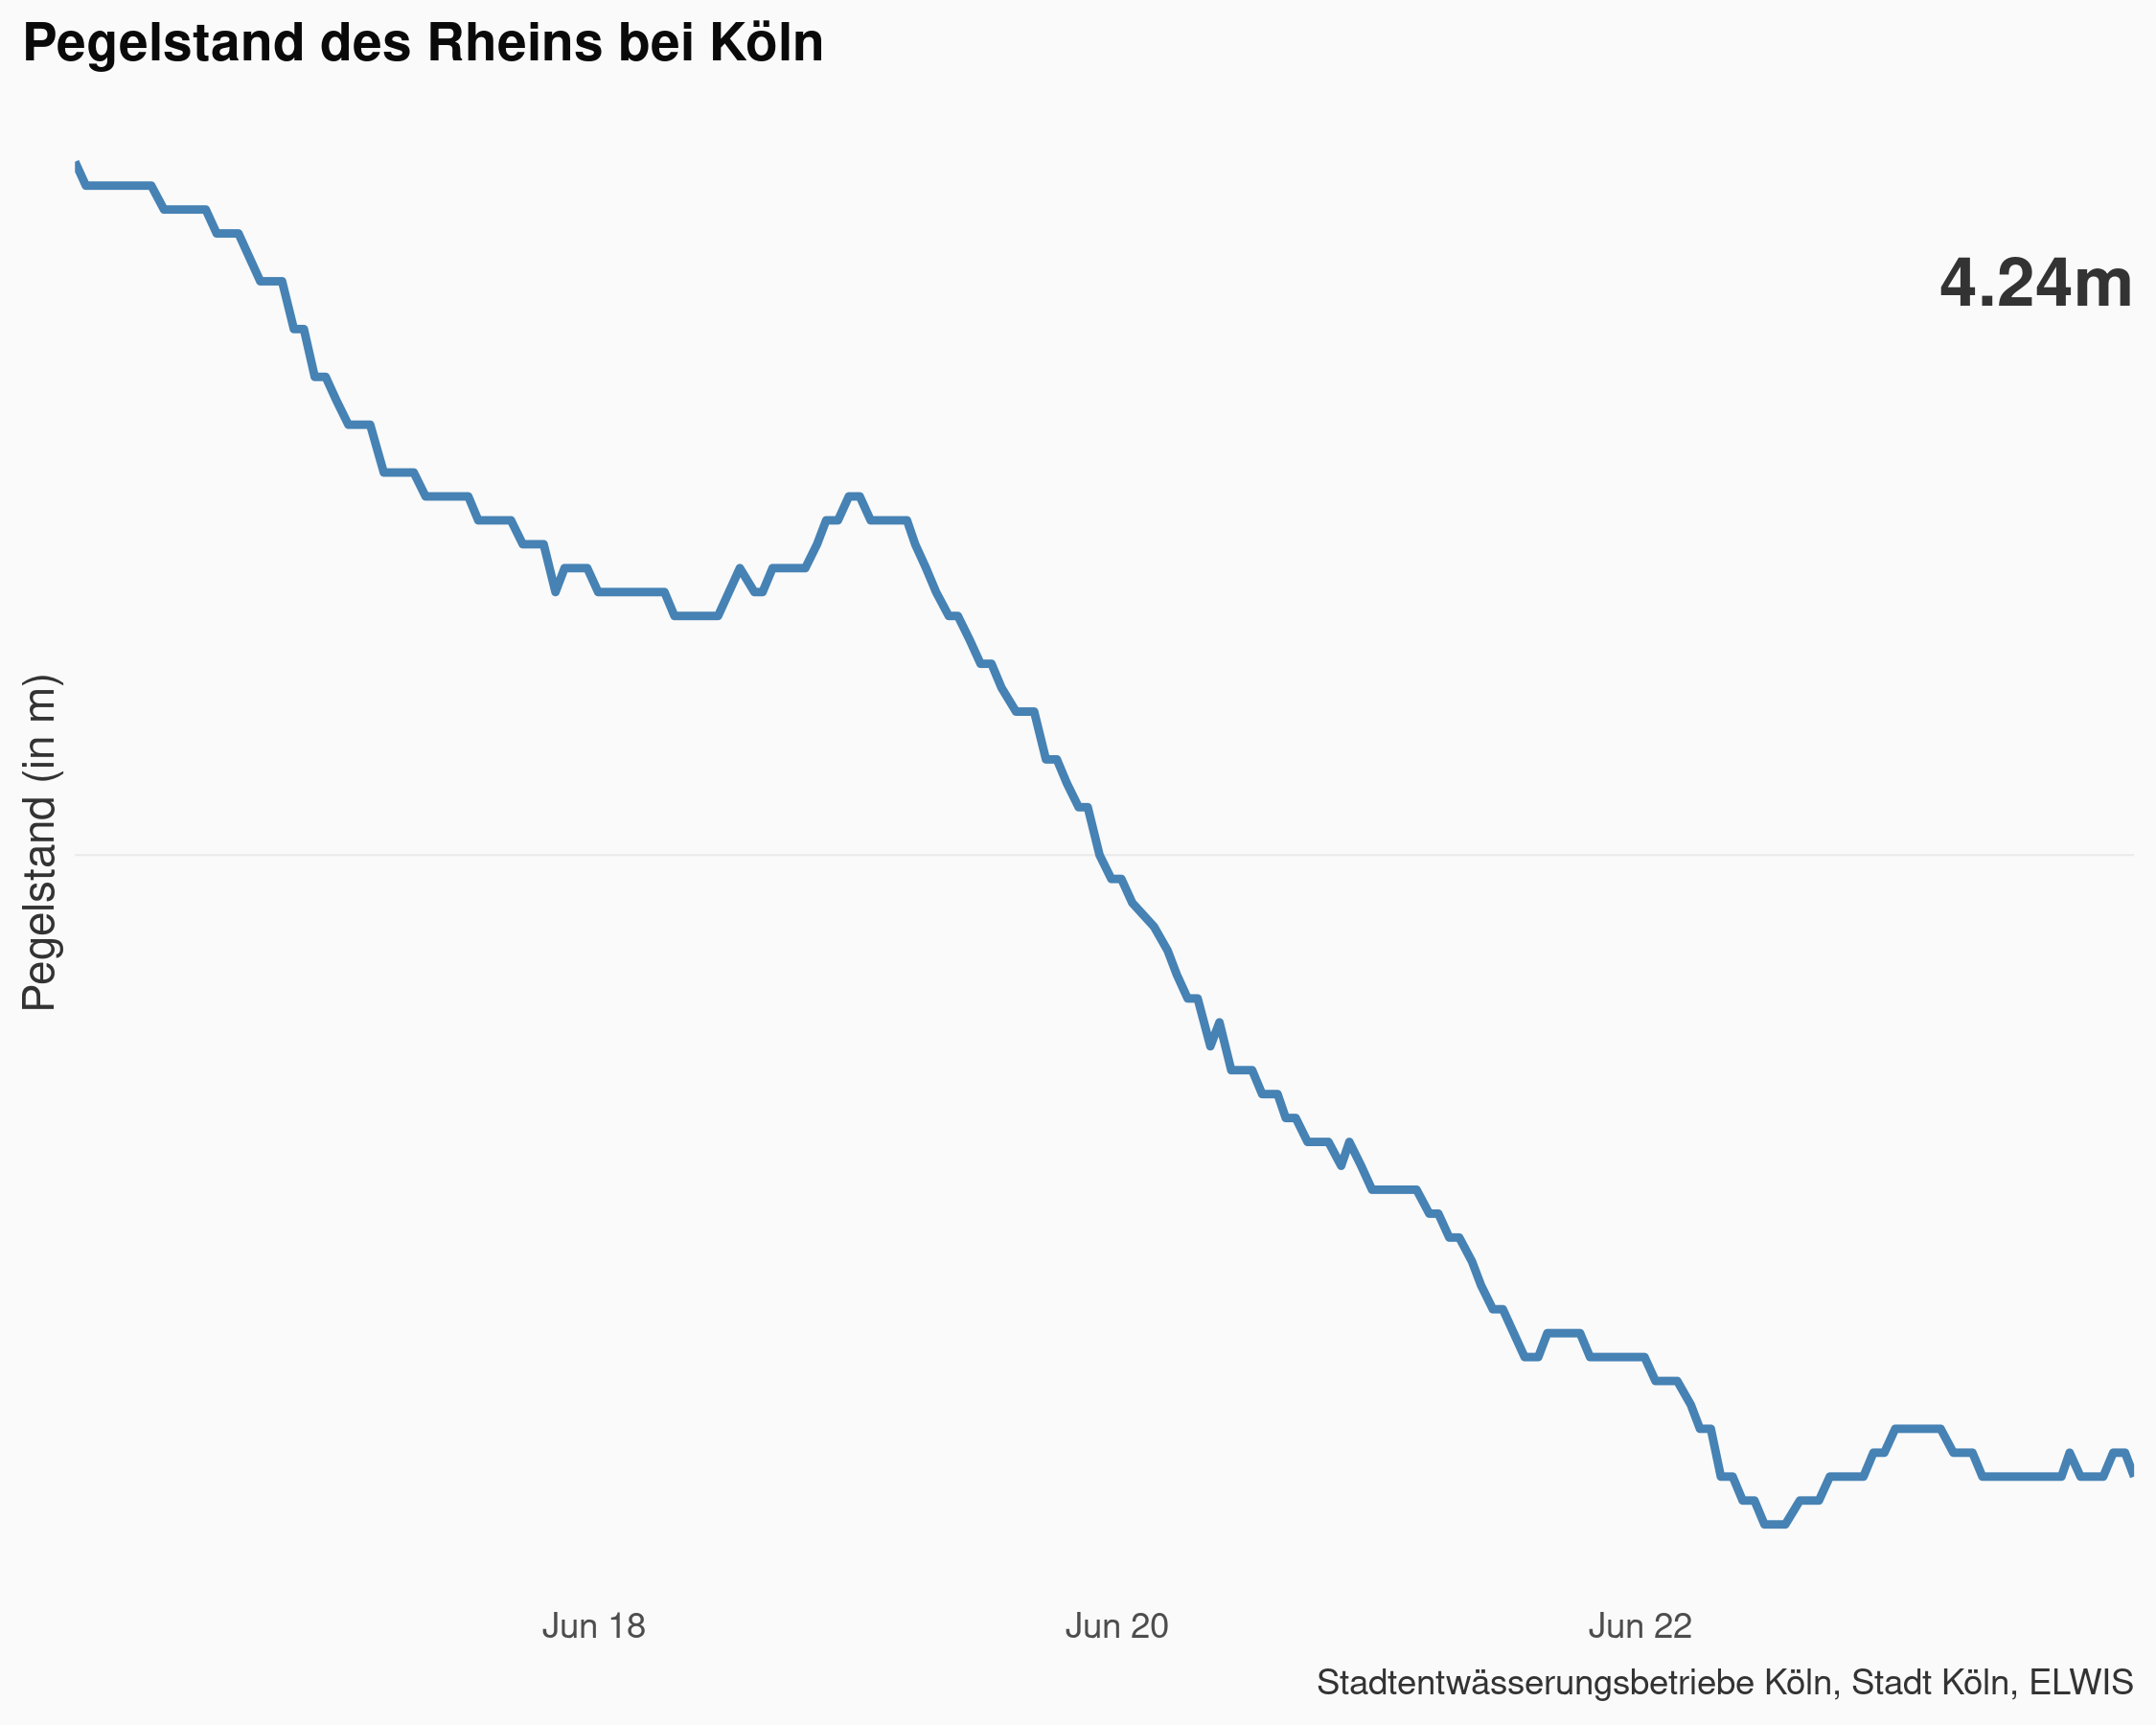 Pegelstand des Rheins bei Köln
4.24m
Pegelstand (in m)
Jun 18
Jun 20
Jun 22
Stadtentwässerungsbetriebe Köln, Stadt Köln, ELWIS